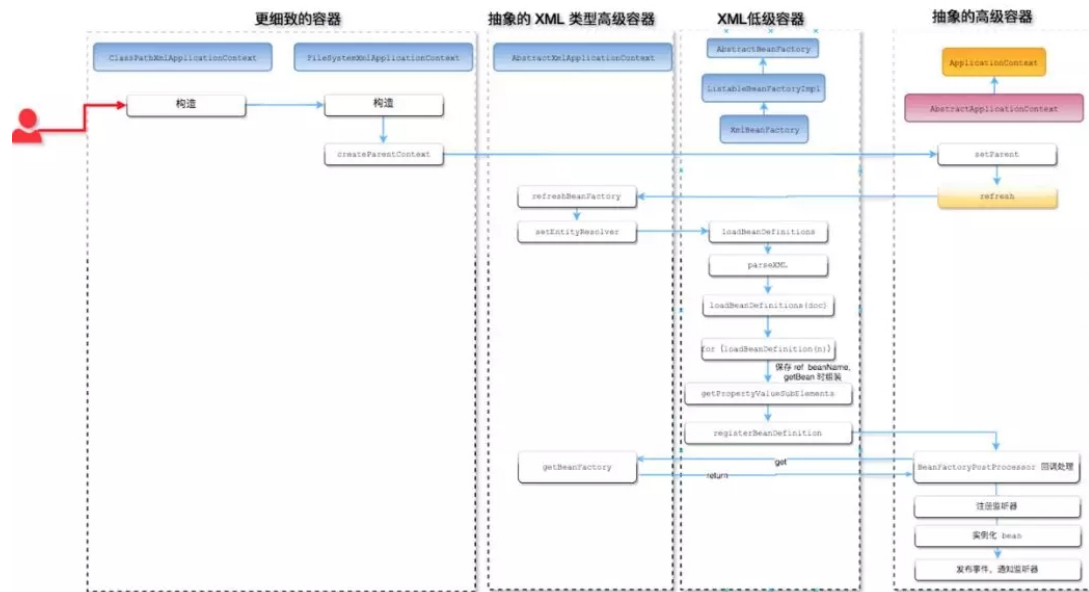 更细致的容器
抽象的 XML 类型高级容器
XML低级容器
抽象的高级容器
ClassPathXmlApplicationContext
FileSystemXmlApplicationContext
AbstractXmlApplicationContext
AbstractBeanFactory
ListableBeanFactoryImpl
XmlBeanFactory
ApplicationContext
AbstractApplicationContext
构造
构造
createParentContext
setParent
refreshBeanFactory
refresh
setEntityResolver
loadBeanDefinitions
parseXML
loadBeanDefinitions(doc)
for {loadBeanDefinition(n)}
保存 ref beanName,
getBean 时组装
getPropertyValueSubElements
registerBeanDefinition
getBeanFactory
get
return
BeanFactoryPostProcessor 回调处理
注册监听器
实例化 bean
发布事件，通知监听器